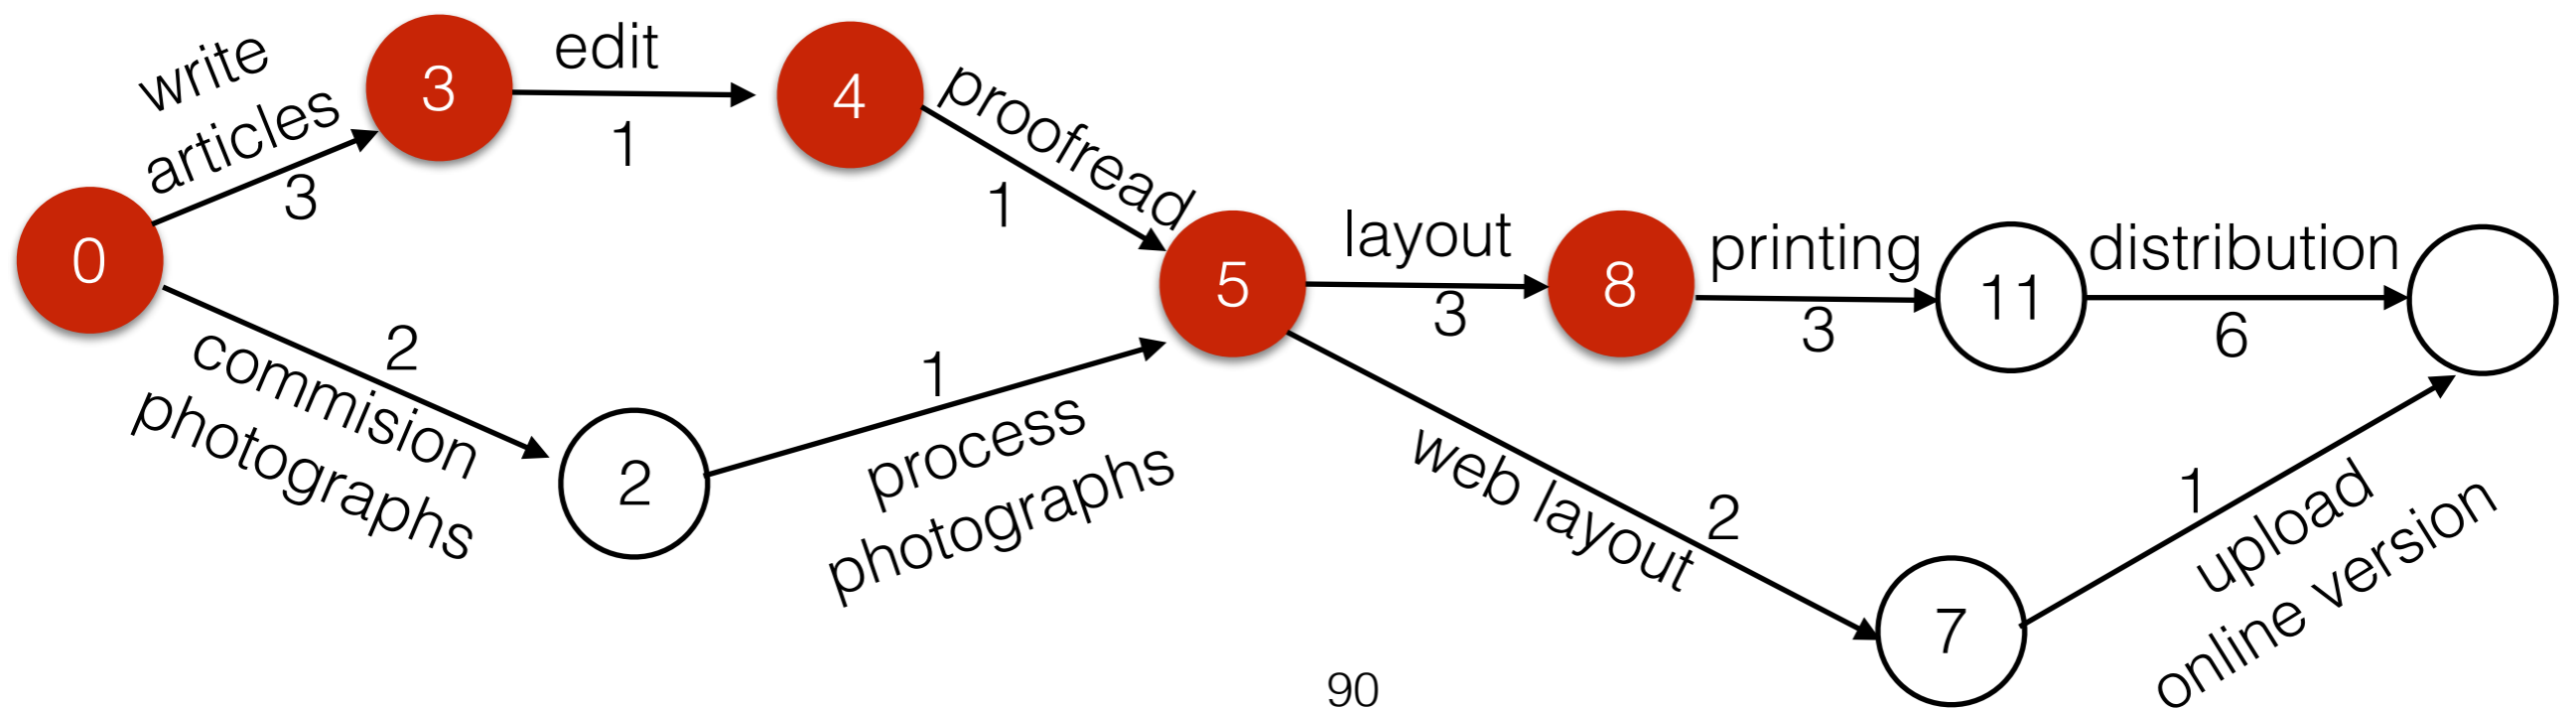 write
articles
3
0
3
edit
1
4
proofread
1
2
commision
photographs
2
1
process
photographs
5
layout
3
8
printing
3
11
distribution
6
web layout
2
7
1
upload
online version
90